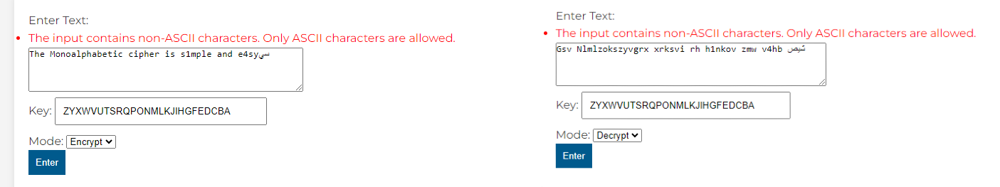 Enter Text:
The input contains non-ASCII characters. Only ASCII characters are allowed.
The Monoalphabetic cipher is s1mple and e4syسي
Key: ZYXWVUTSRQPONMLKJIHGFEDCBA
Mode: Encrypt
Enter
Enter Text:
The input contains non-ASCII characters. Only ASCII characters are allowed.
Gsv Nlmlzokszyvgrx xrksvi rh h1nkov zmw v4hb شيص
Key: ZYXWVUTSRQPONMLKJIHGFEDCBA
Mode: Decrypt
Enter